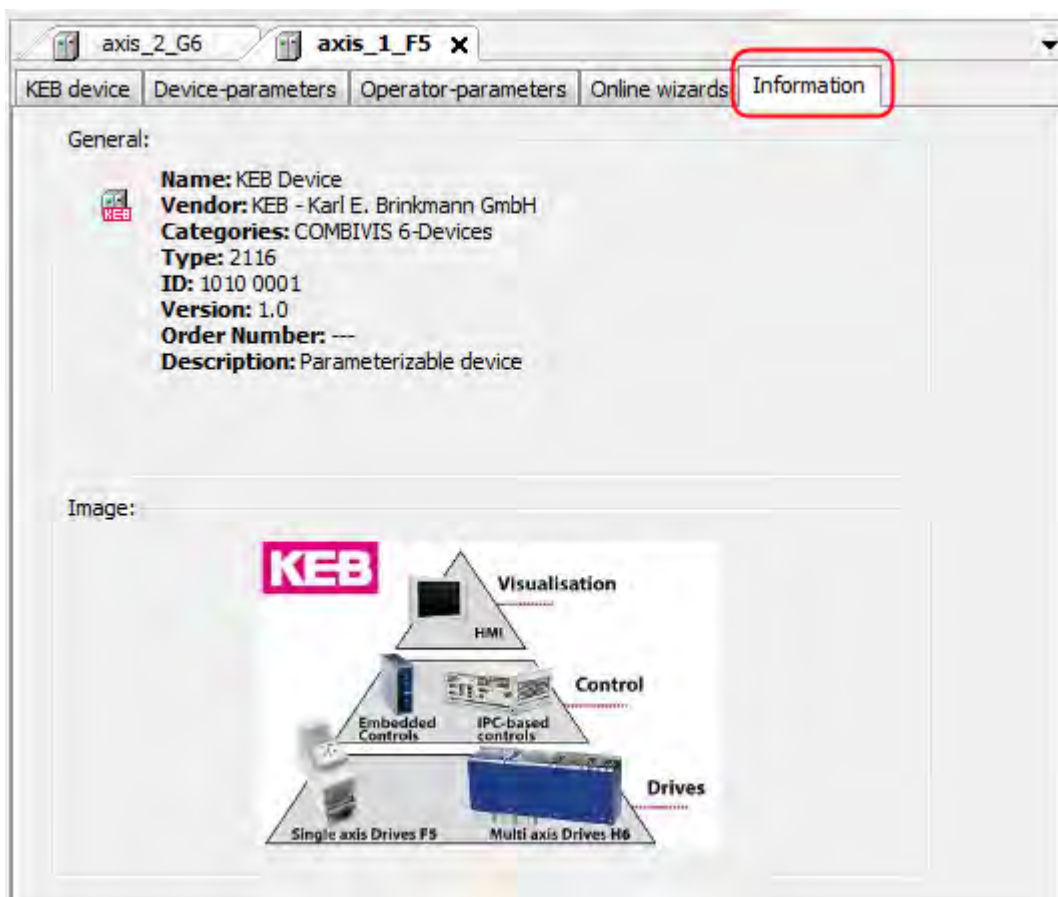 axis_2_G6 axis_1_F5 x
KEB device Device-parameters Operator-parameters Online wizards Information
General:
KEB
Name: KEB Device
Vendor: KEB - Karl E. Brinkmann GmbH
Categories: COMBIVIS 6-Devices
Type: 2116
ID: 1010 0001
Version: 1.0
Order Number: ---
Description: Parameterizable device
Image:
KEB
Visualisation
HMI
Control
Embedded Controls
IPC-based controls
Drives
Single axis Drives F5 Multi axis Drives H6